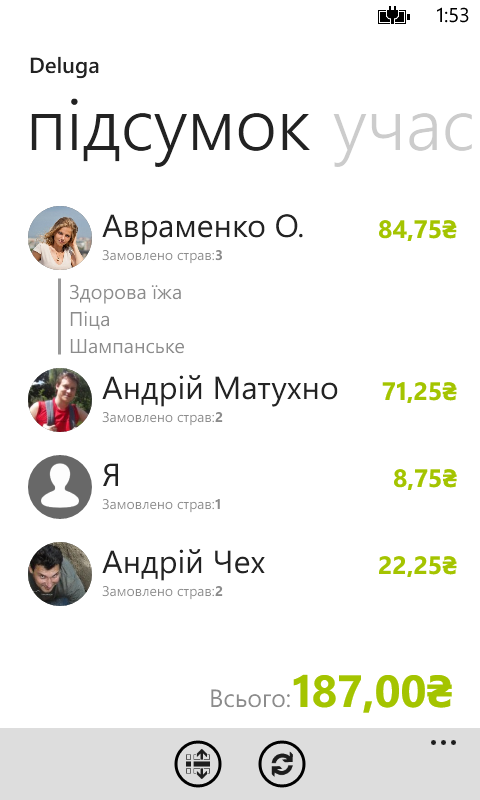 1:53
Deluga
підсумок учас
Авраменко О. 84,75₴
Замовлено страв:3
Здорова їжа
Піца
Шампанське
Андрій Матухно 71,25₴
Замовлено страв:2
Я 8,75₴
Замовлено страв:1
Андрій Чех 22,25₴
Замовлено страв:2
Всього:187,00₴